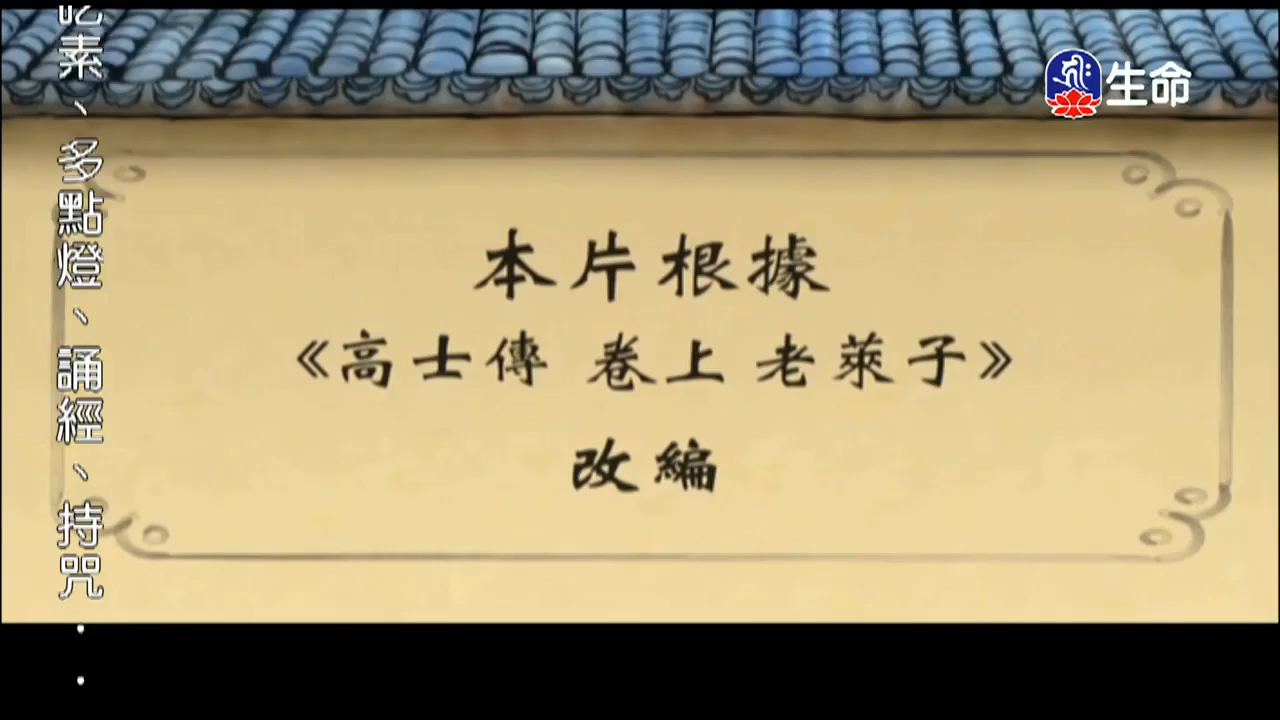 本片根據
《高士傳 卷上 老萊子》
改編
生命
吃素、多點燈、誦經、持咒..